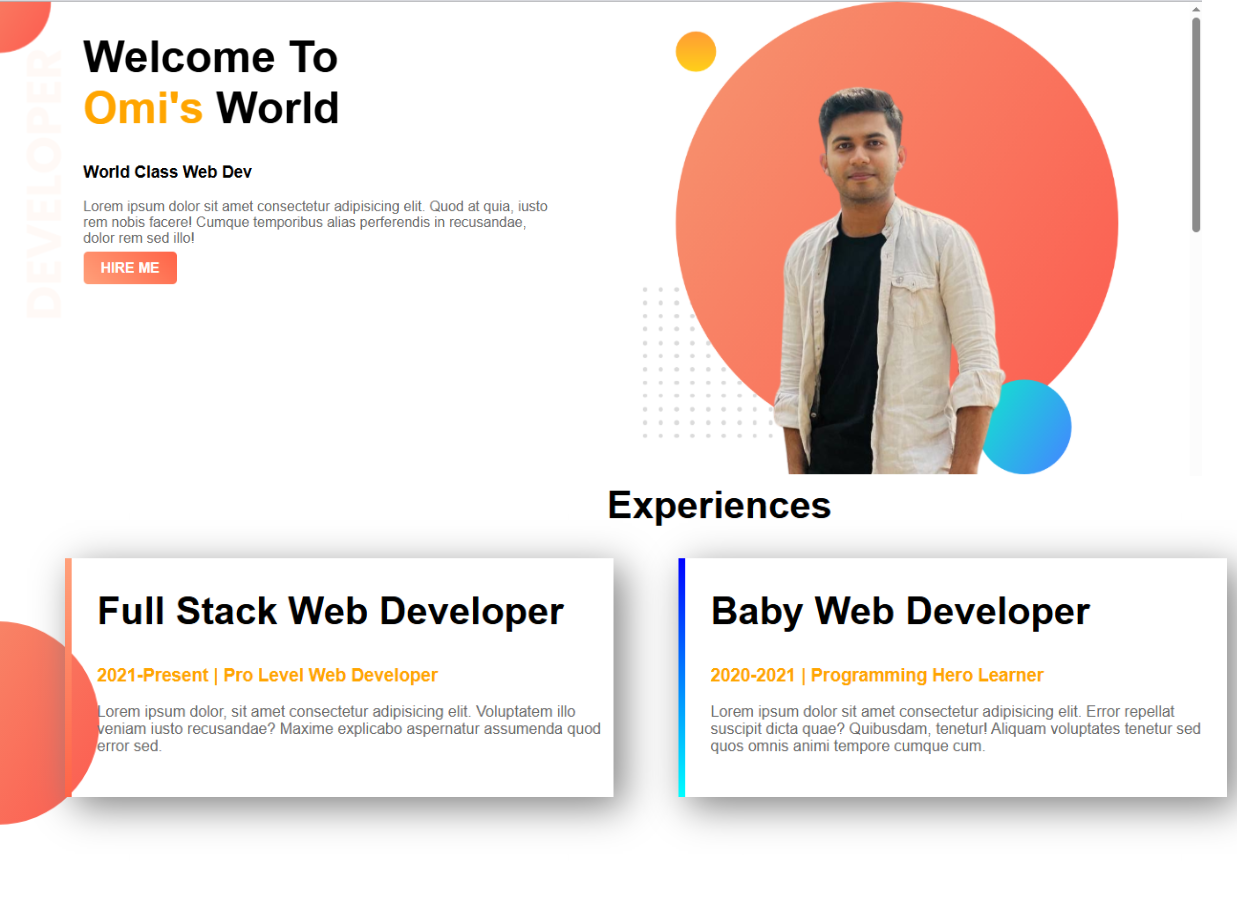 DEVELOPER
Welcome To
Omi's World
World Class Web Dev
Lorem ipsum dolor sit amet consectetur adipisicing elit. Quod at quia, iusto
rem nobis facere! Cumque temporibus alias perferendis in recusandae,
dolor rem sed illo!
HIRE ME
Experiences
Full Stack Web Developer
2021-Present | Pro Level Web Developer
Lorem ipsum dolor, sit amet consectetur adipisicing elit. Voluptatem illo
veniam iusto recusandae? Maxime explicabo aspernatur assumenda quod
error sed.
Baby Web Developer
2020-2021 | Programming Hero Learner
Lorem ipsum dolor sit amet consectetur adipisicing elit. Error repellat
suscipit dicta quae? Quibusdam, tenetur! Aliquam voluptates tenetur sed
quos omnis animi tempore cumque cum.